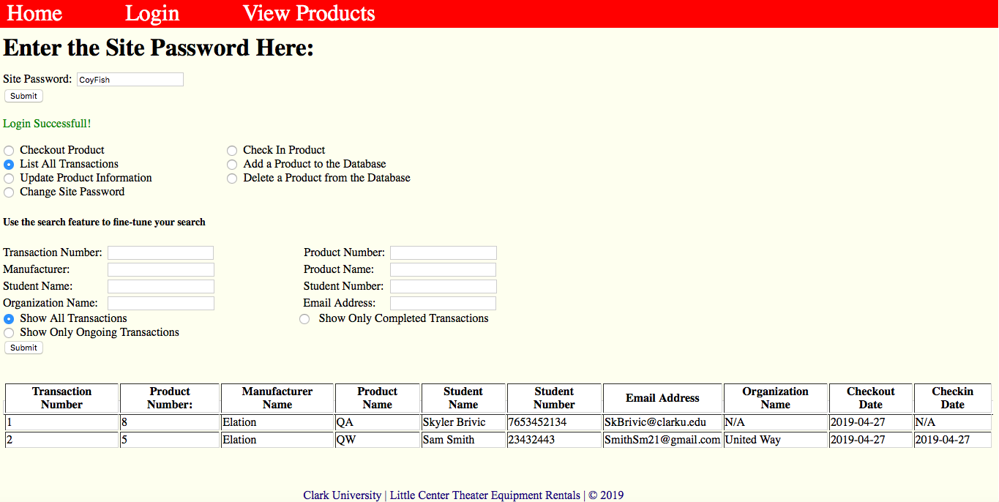 Home Login View Products
Enter the Site Password Here:
Site Password: CoyFish
Submit
Login Successfull!
Checkout Product Check In Product
List All Transactions Add a Product to the Database
Update Product Information Delete a Product from the Database
Change Site Password
Use the search feature to fine-tune your search
Transaction Number: Product Number:
Manufacturer: Product Name:
Student Name: Student Number:
Organization Name: Email Address:
Show All Transactions Show Only Completed Transactions
Show Only Ongoing Transactions
Submit
Transaction Number Product Number: Manufacturer Name Product Name Student Name Student Number Email Address Organization Name Checkout Date Checkin Date
1 8 Elation QA Skyler Brivic 7653452134 SkBrivic@clarku.edu N/A 2019-04-27 N/A
2 5 Elation QW Sam Smith 23432443 SmithSm21@gmail.com United Way 2019-04-27 2019-04-27
Clark University | Little Center Theater Equipment Rentals | © 2019